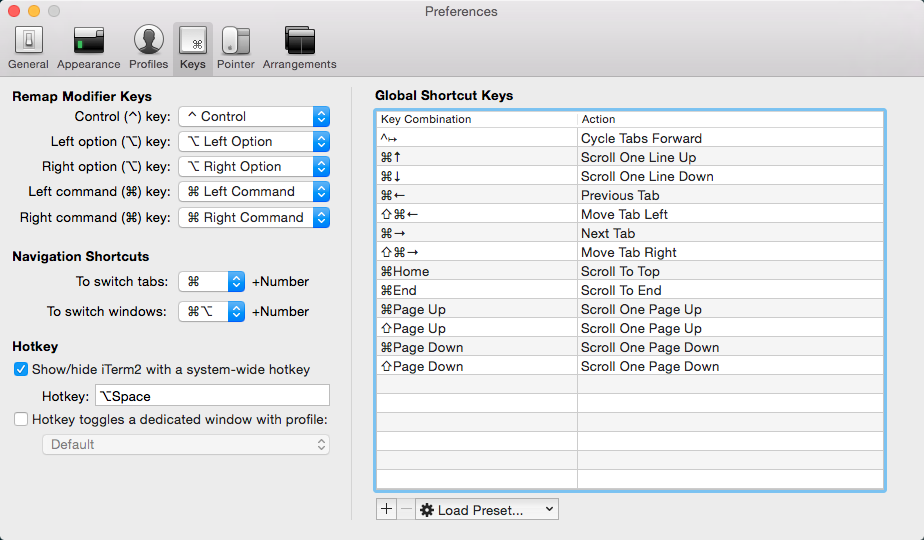 Preferences
General Appearance Profiles Keys Pointer Arrangements
Remap Modifier Keys
Control (^) key: ^ Control
Left option (⌥) key: ⌥ Left Option
Right option (⌥) key: ⌥ Right Option
Left command (⌘) key: ⌘ Left Command
Right command (⌘) key: ⌘ Right Command
Navigation Shortcuts
To switch tabs: ⌘ +Number
To switch windows: ⌘⌥ +Number
Hotkey
Show/hide iTerm2 with a system-wide hotkey
Hotkey: ⌥Space
Hotkey toggles a dedicated window with profile:
Default
Global Shortcut Keys
Key Combination Action
^↦ Cycle Tabs Forward
⌘↑ Scroll One Line Up
⌘↓ Scroll One Line Down
⌘← Previous Tab
⇧⌘← Move Tab Left
⌘→ Next Tab
⇧⌘→ Move Tab Right
⌘Home Scroll To Top
⌘End Scroll To End
⌘Page Up Scroll One Page Up
⇧Page Up Scroll One Page Up
⌘Page Down Scroll One Page Down
⇧Page Down Scroll One Page Down
+ − Load Preset...